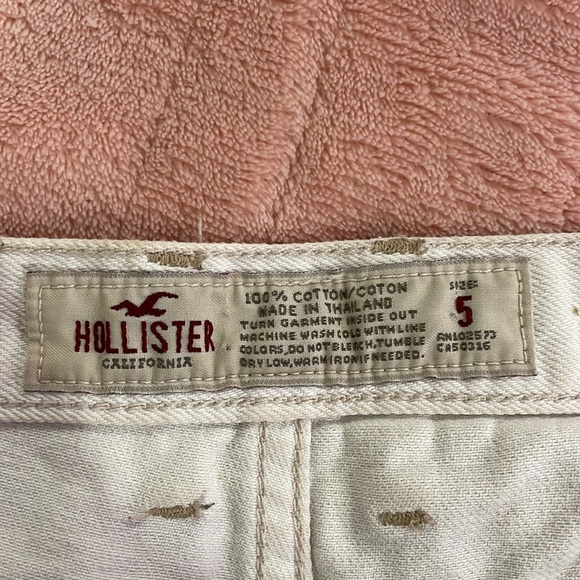 HOLLISTER
CALIFORNIA
100% COTTON/COTON
MADE IN THAILAND
TURN GARMENT INSIDE OUT
MACHINE WASH COLD WITH LIKE
COLORS, DO NOT BLEACH, TUMBLE
DRY LOW, WARM IRON IF NEEDED.
SIZE:
5
RN102573
CA50316